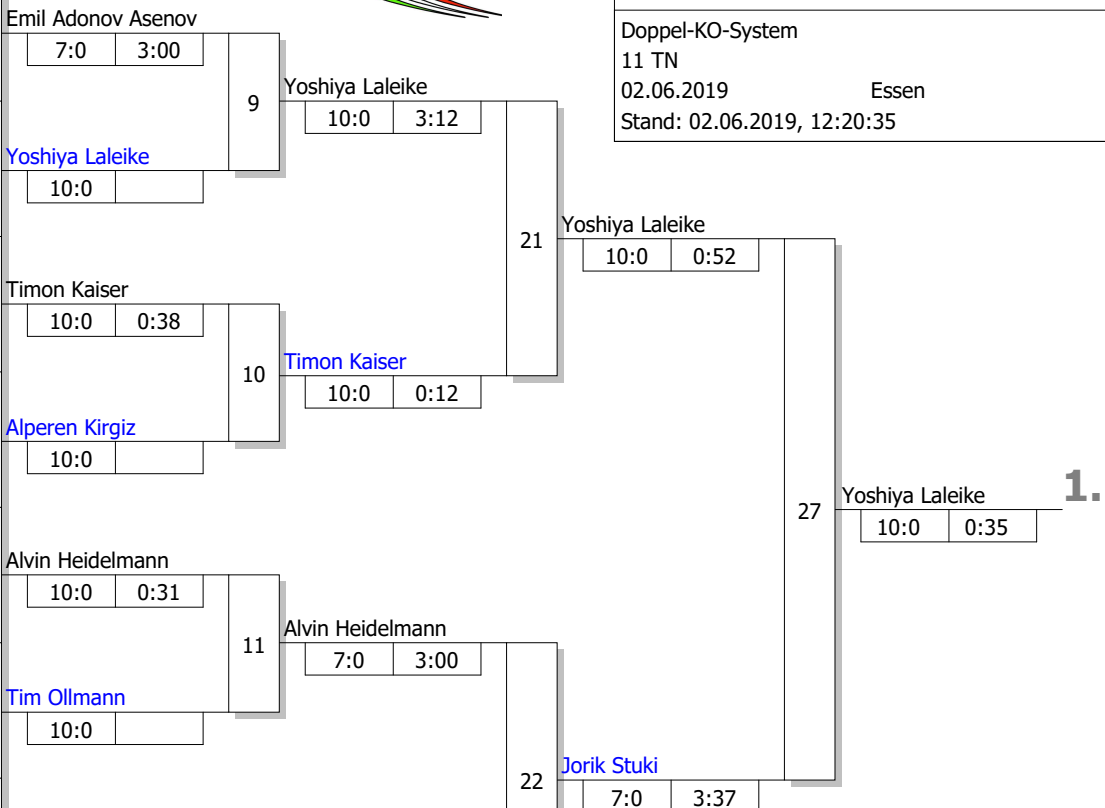 Emil Adonov Asenov
7:0 3:00
9
Yoshiya Laleike
10:0
Yoshiya Laleike
10:0 3:12
Doppel-KO-System
11 TN
02.06.2019 Essen
Stand: 02.06.2019, 12:20:35
21
Yoshiya Laleike
10:0 0:52
Timon Kaiser
10:0 0:38
10
Alperen Kirgiz
10:0
Timon Kaiser
10:0 0:12
27
Yoshiya Laleike
10:0 0:35
1.
Alvin Heidelmann
10:0 0:31
11
Tim Ollmann
10:0
Alvin Heidelmann
7:0 3:00
22
Jorik Stuki
7:0 3:37